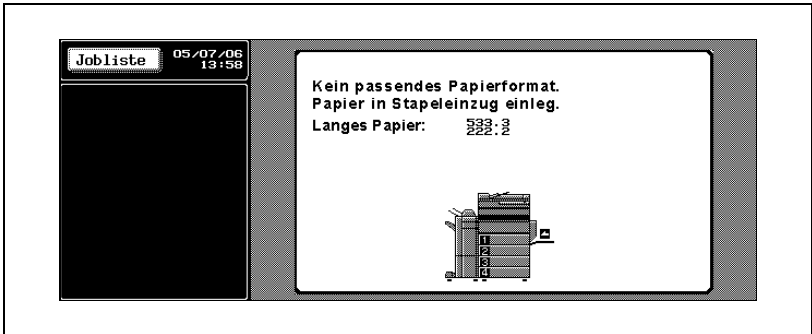 Jobliste
05/07/06
13:58
Kein passendes Papierformat.
Papier in Stapeleinzug einleg.
Langes Papier: 533.3
222.2
1
2
3
4